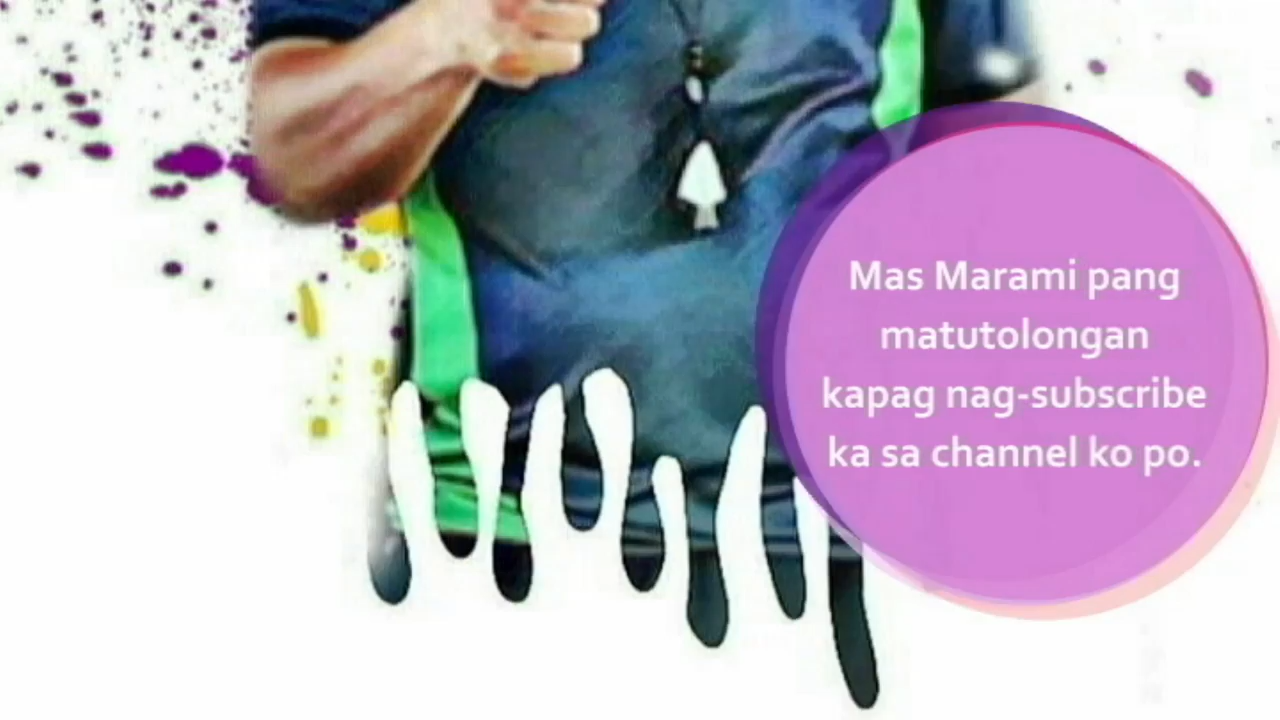 Mas Marami pang
matutolongan
kapag nag-subscribe
ka sa channel ko po.